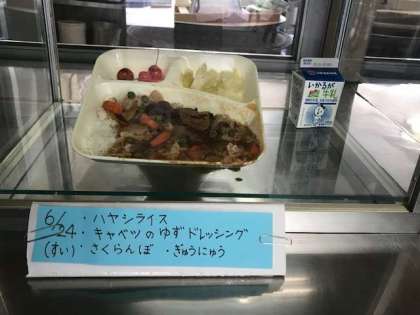 いかるが
牛乳
6/24 ・ハヤシライス
・キャベツのゆずドレッシング
(すい) ・さくらんぼ ・ぎゅうにゅう